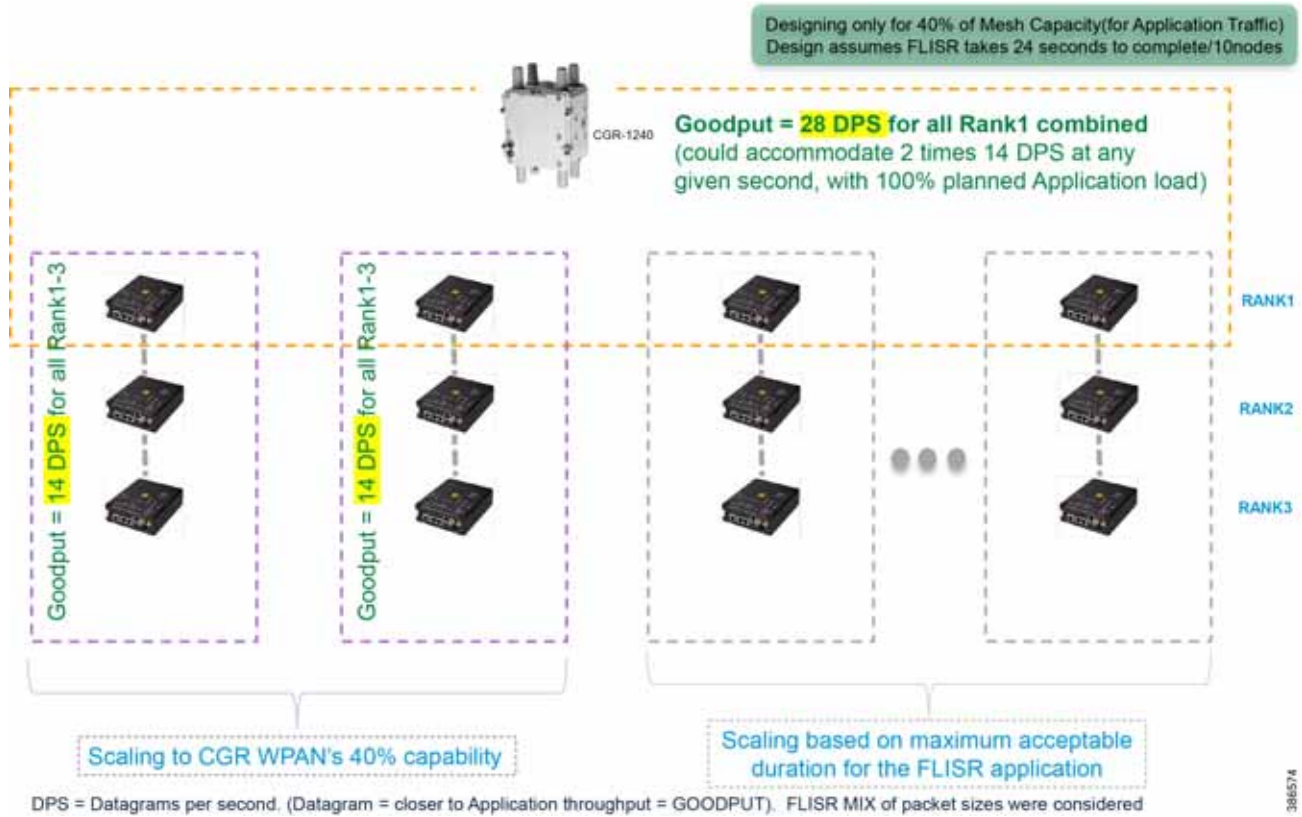 Designing only for 40% of Mesh Capacity(for Application Traffic)
Design assumes FLISR takes 24 seconds to complete/10nodes
CGR-1240
Goodput = 28 DPS for all Rank1 combined
(could accommodate 2 times 14 DPS at any
given second, with 100% planned Application load)
Goodput = 14 DPS for all Rank1-3
Goodput = 14 DPS for all Rank1-3
RANK1
RANK2
RANK3
Scaling to CGR WPAN's 40% capability
Scaling based on maximum acceptable
duration for the FLISR application
DPS = Datagrams per second. (Datagram = closer to Application throughput = GOODPUT). FLISR MIX of packet sizes were considered
386574